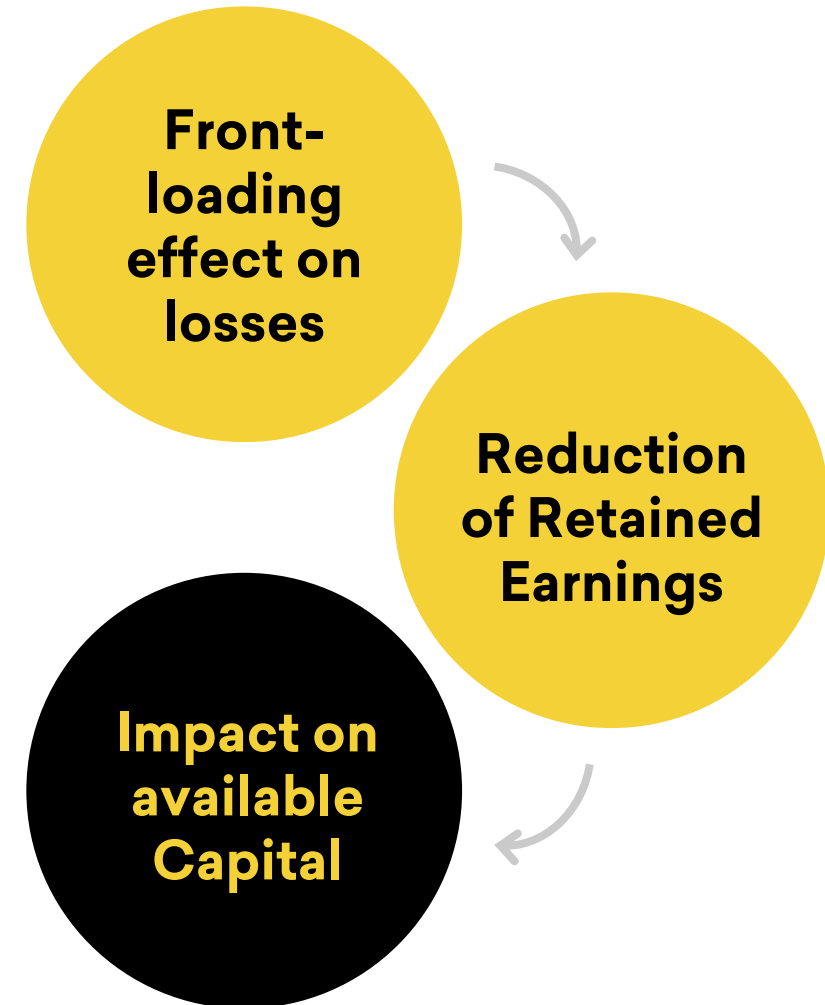 Front-
loading
effect on
losses
Reduction
of Retained
Earnings
Impact on
available
Capital